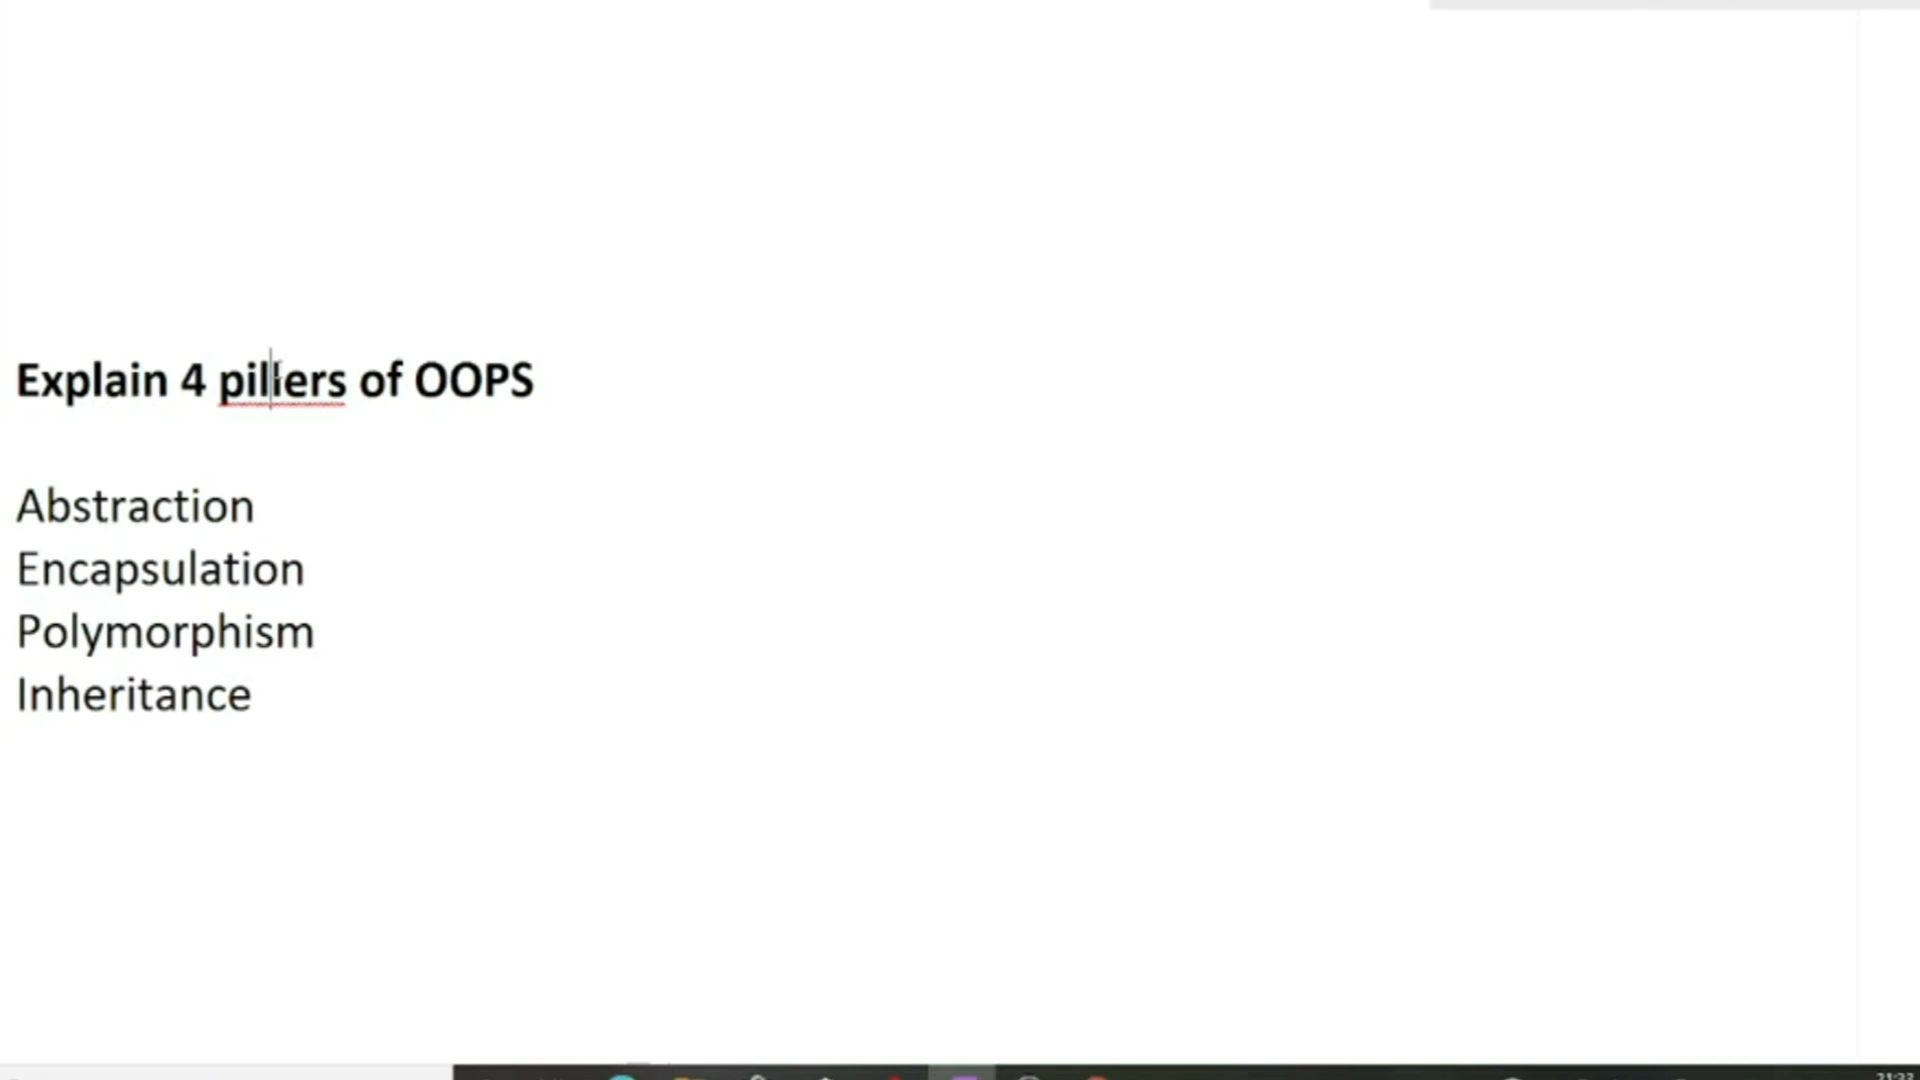 Explain 4 pillers of OOPS
Abstraction
Encapsulation
Polymorphism
Inheritance